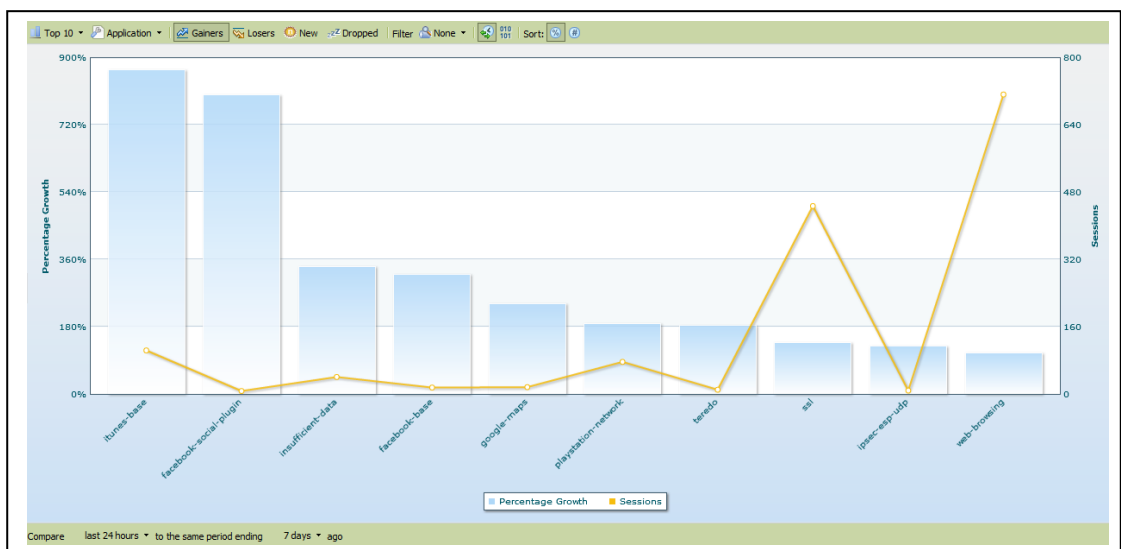 Top 10 Application Gainers Losers New Dropped Filter None 010 101 Sort: % #
900% 800
720% 640
540% 480
360% 320
180% 160
0% 0
Percentage Growth
Sessions
itunes-base
facebook-social-plugin
insufficient-data
facebook-base
google-maps
playstation-network
teredo
ssl
ipsec-esp-udp
web-browsing
Percentage Growth Sessions
Compare last 24 hours to the same period ending 7 days ago